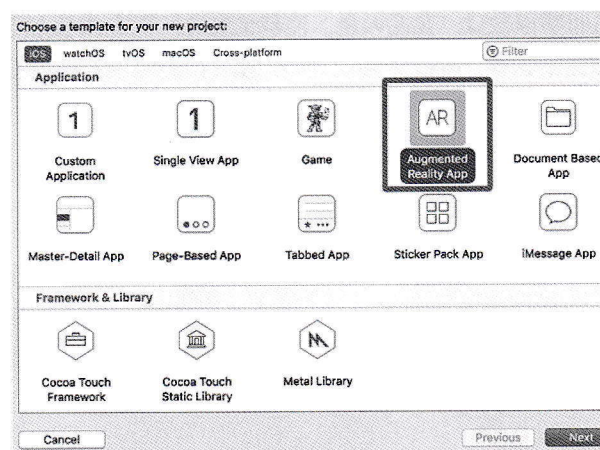 Choose a template for your new project:
iOS watchOS tvOS macOS Cross-platform Filter
Application
1 1 AR
Custom Application Single View App Game Augmented Reality App Document Based App
Master-Detail App Page-Based App Tabbed App Sticker Pack App iMessage App
Framework & Library
Cocoa Touch Framework Cocoa Touch Static Library Metal Library
Cancel Previous Next